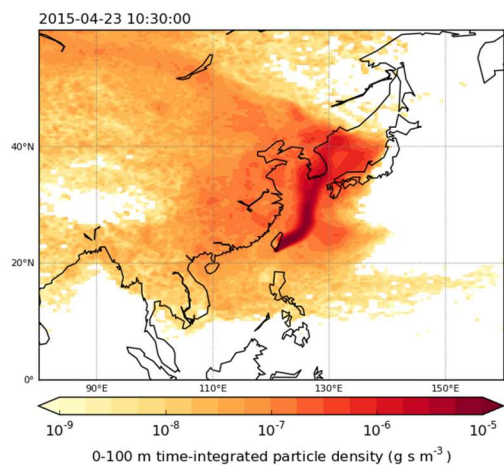 2015-04-23 10:30:00
40°N
20°N
0°
90°E 110°E 130°E 150°E
10⁻⁹ 10⁻⁸ 10⁻⁷ 10⁻⁶ 10⁻⁵
0-100 m time-integrated particle density (g s m⁻³)